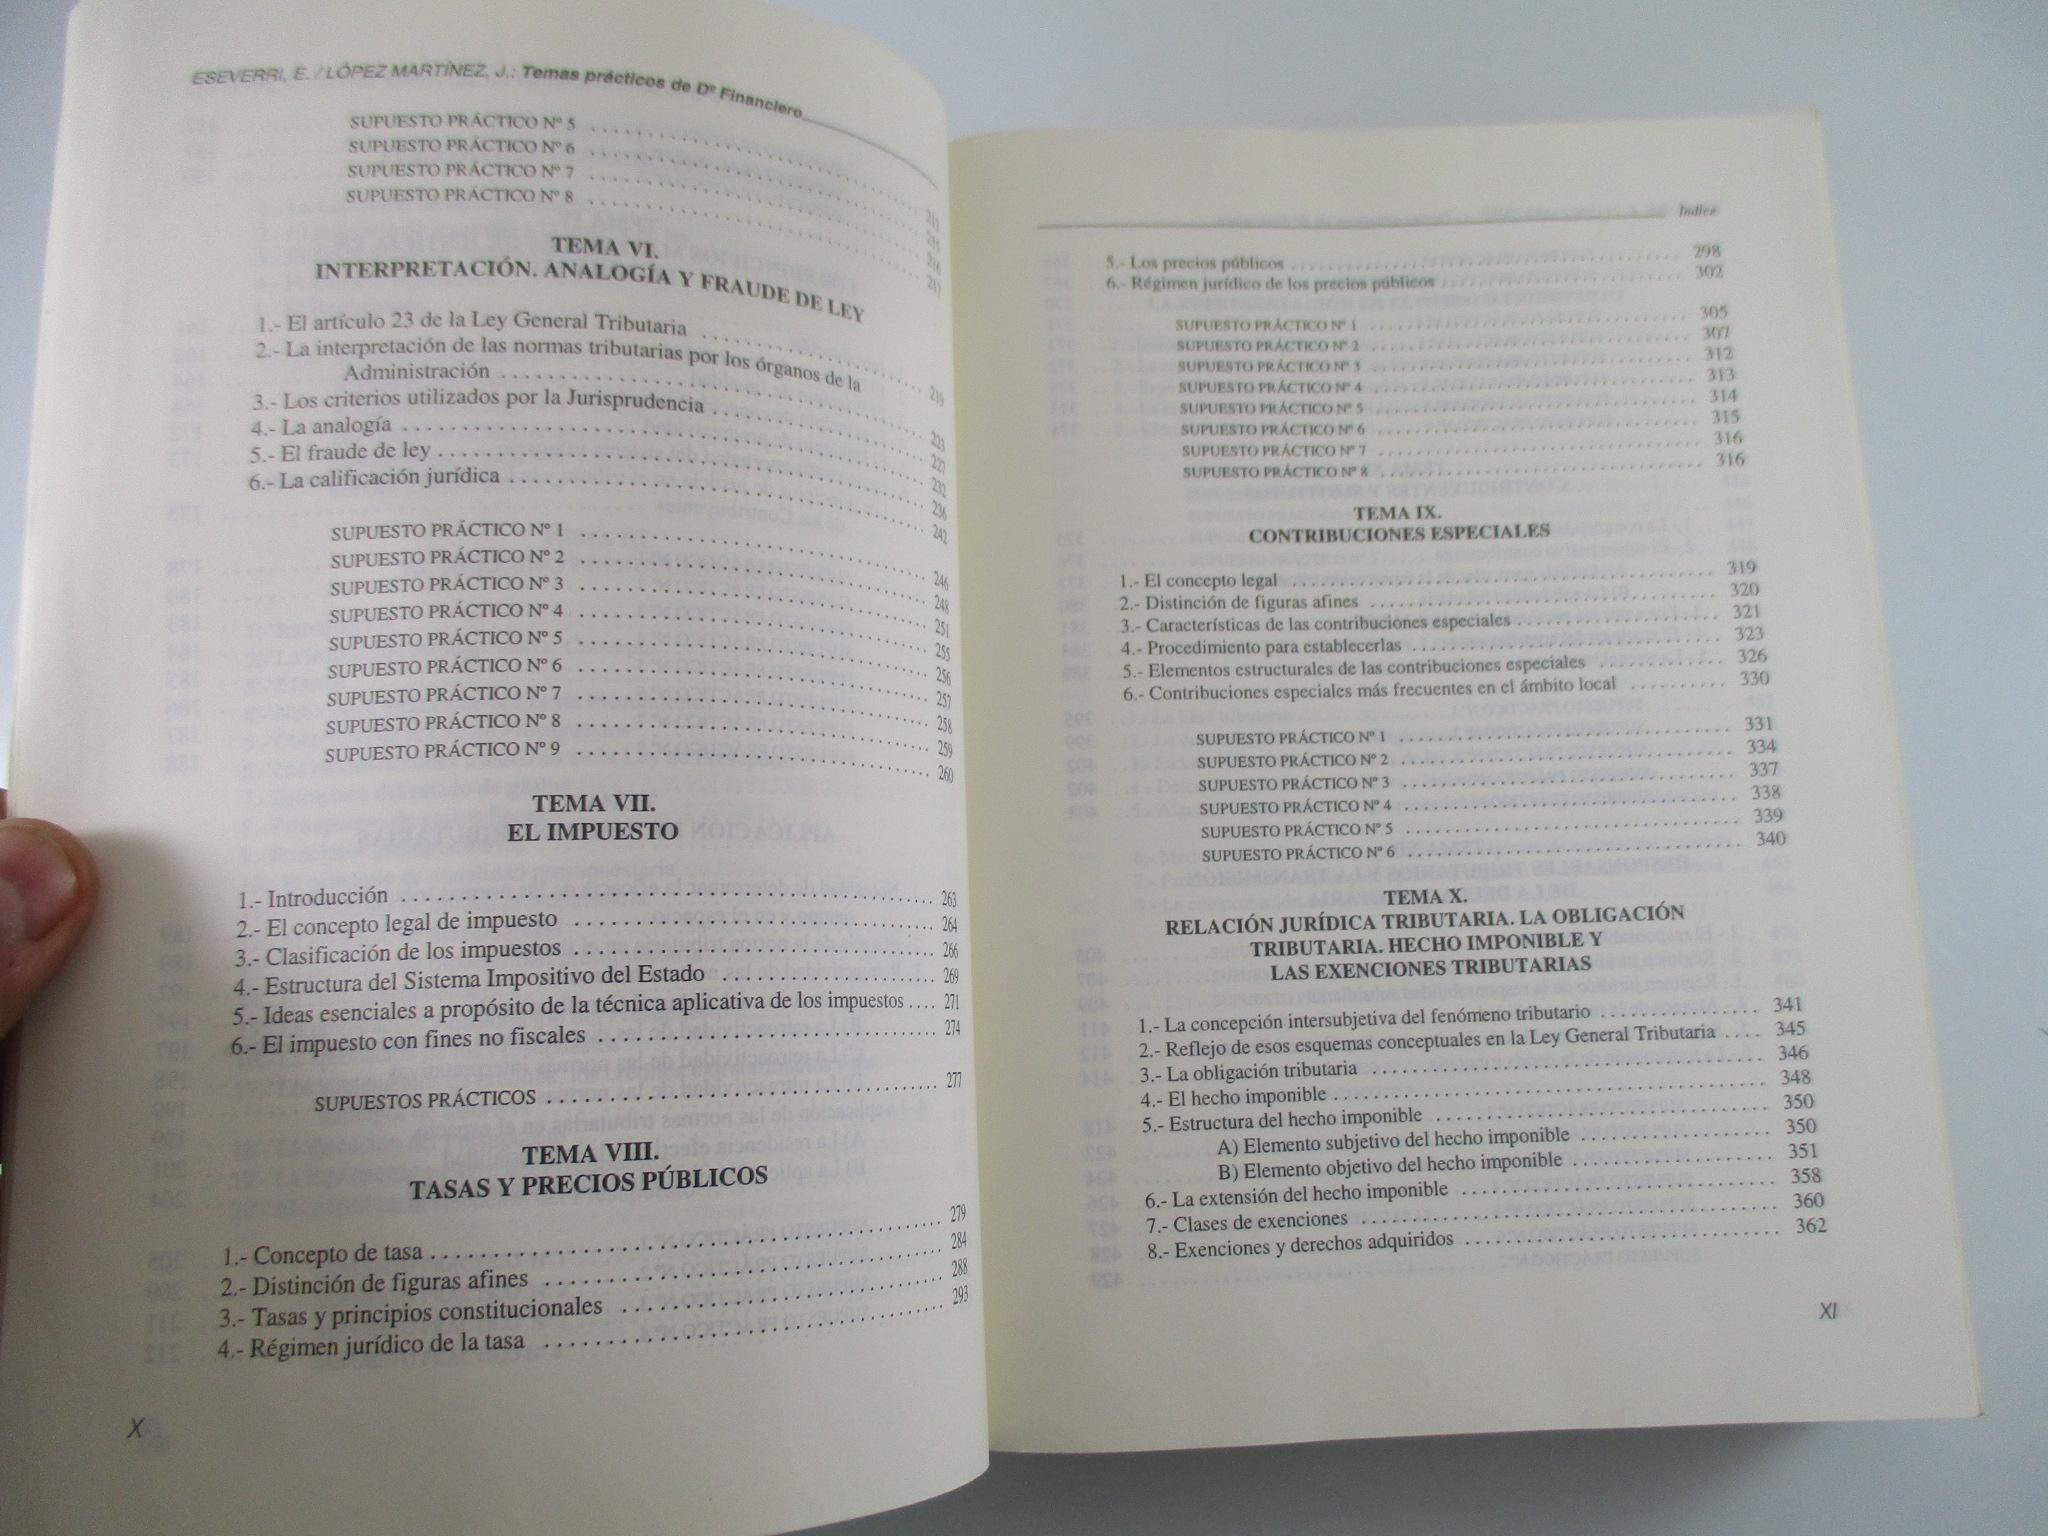 ESEVERRI, E. / LÓPEZ MARTÍNEZ, J.: Temas prácticos de Dº Financiero
SUPUESTO PRÁCTICO Nº 5 213
SUPUESTO PRÁCTICO Nº 6 215
SUPUESTO PRÁCTICO Nº 7 216
SUPUESTO PRÁCTICO Nº 8 217
TEMA VI.
INTERPRETACIÓN. ANALOGÍA Y FRAUDE DE LEY
1.- El artículo 23 de la Ley General Tributaria 219
2.- La interpretación de las normas tributarias por los órganos de la
Administración 223
3.- Los criterios utilizados por la Jurisprudencia 227
4.- La analogía 232
5.- El fraude de ley 236
6.- La calificación jurídica 242
SUPUESTO PRÁCTICO Nº 1 246
SUPUESTO PRÁCTICO Nº 2 248
SUPUESTO PRÁCTICO Nº 3 251
SUPUESTO PRÁCTICO Nº 4 255
SUPUESTO PRÁCTICO Nº 5 256
SUPUESTO PRÁCTICO Nº 6 257
SUPUESTO PRÁCTICO Nº 7 258
SUPUESTO PRÁCTICO Nº 8 259
SUPUESTO PRÁCTICO Nº 9 260
TEMA VII.
EL IMPUESTO
1.- Introducción 263
2.- El concepto legal de impuesto 264
3.- Clasificación de los impuestos 266
4.- Estructura del Sistema Impositivo del Estado 269
5.- Ideas esenciales a propósito de la técnica aplicativa de los impuestos .... 271
6.- El impuesto con fines no fiscales 274
SUPUESTOS PRÁCTICOS 277
TEMA VIII.
TASAS Y PRECIOS PÚBLICOS
1.- Concepto de tasa 279
2.- Distinción de figuras afines 284
3.- Tasas y principios constitucionales 288
4.- Régimen jurídico de la tasa 293
X
Índice
5.- Los precios públicos 298
6.- Régimen jurídico de los precios públicos 302
SUPUESTO PRÁCTICO Nº 1 305
SUPUESTO PRÁCTICO Nº 2 307
SUPUESTO PRÁCTICO Nº 3 312
SUPUESTO PRÁCTICO Nº 4 313
SUPUESTO PRÁCTICO Nº 5 314
SUPUESTO PRÁCTICO Nº 6 315
SUPUESTO PRÁCTICO Nº 7 316
SUPUESTO PRÁCTICO Nº 8 316
TEMA IX.
CONTRIBUCIONES ESPECIALES
1.- El concepto legal 319
2.- Distinción de figuras afines 320
3.- Características de las contribuciones especiales 321
4.- Procedimiento para establecerlas 323
5.- Elementos estructurales de las contribuciones especiales 326
6.- Contribuciones especiales más frecuentes en el ámbito local 330
SUPUESTO PRÁCTICO Nº 1 331
SUPUESTO PRÁCTICO Nº 2 334
SUPUESTO PRÁCTICO Nº 3 337
SUPUESTO PRÁCTICO Nº 4 338
SUPUESTO PRÁCTICO Nº 5 339
SUPUESTO PRÁCTICO Nº 6 340
TEMA X.
RELACIÓN JURÍDICA TRIBUTARIA. LA OBLIGACIÓN
TRIBUTARIA. HECHO IMPONIBLE Y
LAS EXENCIONES TRIBUTARIAS
1.- La concepción intersubjetiva del fenómeno tributario 341
2.- Reflejo de esos esquemas conceptuales en la Ley General Tributaria .... 345
3.- La obligación tributaria 346
4.- El hecho imponible 348
5.- Estructura del hecho imponible 350
A) Elemento subjetivo del hecho imponible 350
B) Elemento objetivo del hecho imponible 351
6.- La extensión del hecho imponible 358
7.- Clases de exenciones 360
8.- Exenciones y derechos adquiridos 362
XI